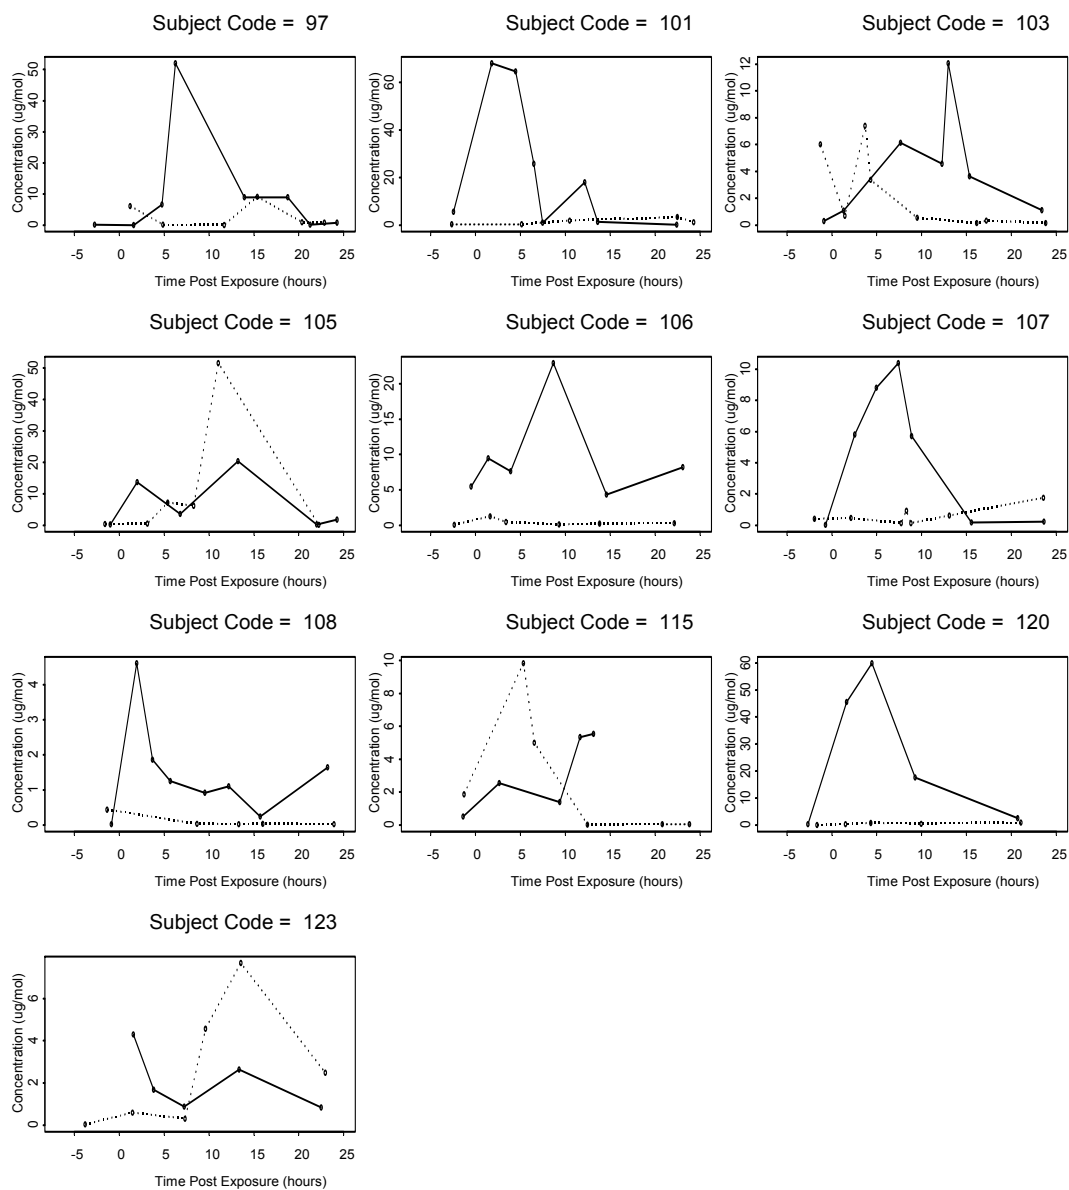 Subject Code = 97
Concentration (ug/mol)
50
40
30
20
10
0
-5 0 5 10 15 20 25
Time Post Exposure (hours)
Subject Code = 101
Concentration (ug/mol)
60
40
20
0
-5 0 5 10 15 20 25
Time Post Exposure (hours)
Subject Code = 103
Concentration (ug/mol)
12
10
8
6
4
2
0
-5 0 5 10 15 20 25
Time Post Exposure (hours)
Subject Code = 105
Concentration (ug/mol)
50
40
30
20
10
0
-5 0 5 10 15 20 25
Time Post Exposure (hours)
Subject Code = 106
Concentration (ug/mol)
20
15
10
5
0
-5 0 5 10 15 20 25
Time Post Exposure (hours)
Subject Code = 107
Concentration (ug/mol)
10
8
6
4
2
0
-5 0 5 10 15 20 25
Time Post Exposure (hours)
Subject Code = 108
Concentration (ug/mol)
4
3
2
1
0
-5 0 5 10 15 20 25
Time Post Exposure (hours)
Subject Code = 115
Concentration (ug/mol)
10
8
6
4
2
0
-5 0 5 10 15 20 25
Time Post Exposure (hours)
Subject Code = 120
Concentration (ug/mol)
60
50
40
30
20
10
0
-5 0 5 10 15 20 25
Time Post Exposure (hours)
Subject Code = 123
Concentration (ug/mol)
6
4
2
0
-5 0 5 10 15 20 25
Time Post Exposure (hours)